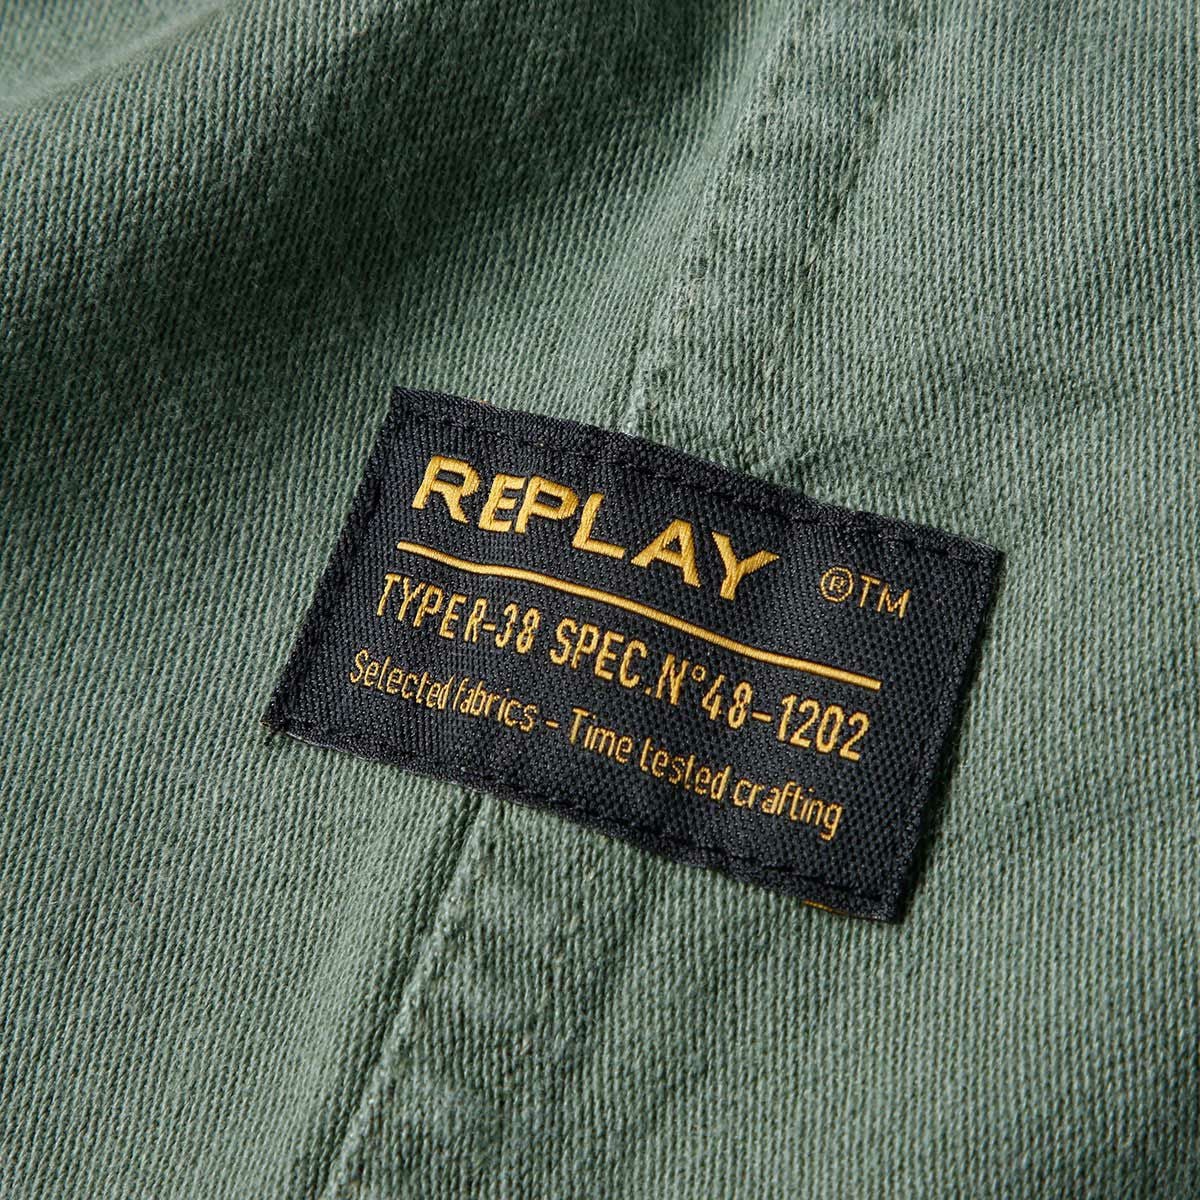 REPLAY ®™
TYPE R-38 SPEC.N°48-1202
Selected fabrics - Time tested crafting